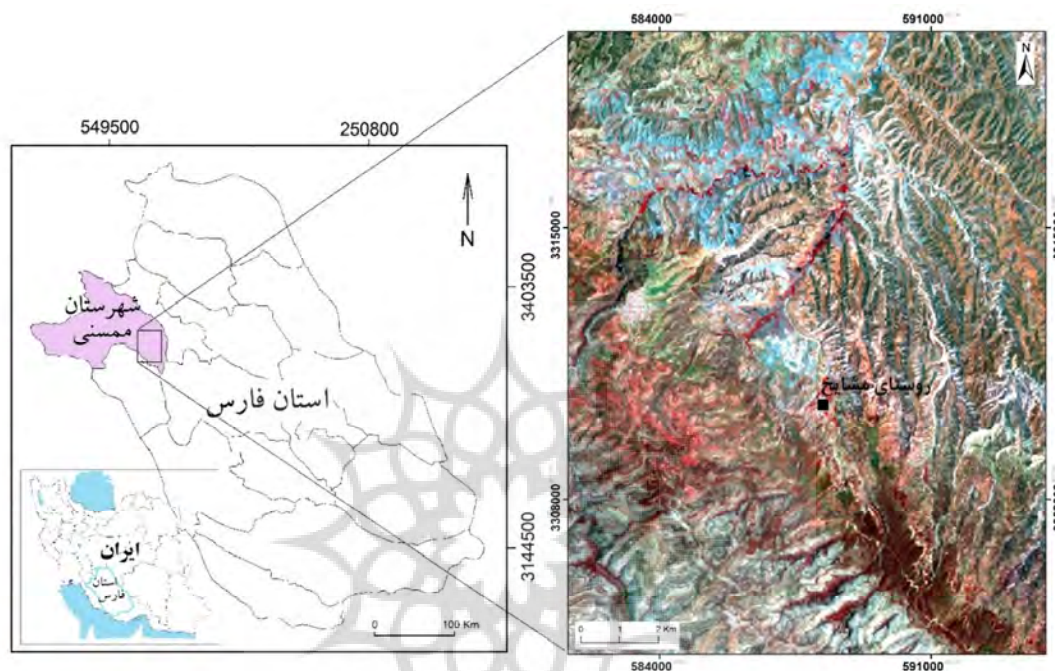 584000
591000
N
549500
250800
N
3315000
3403500
شهرستان
ممسنی
روستای مشایخ
استان فارس
3308000
3144500
ایران
استان
فارس
0
100 Km
0 1 2 Km
584000
591000